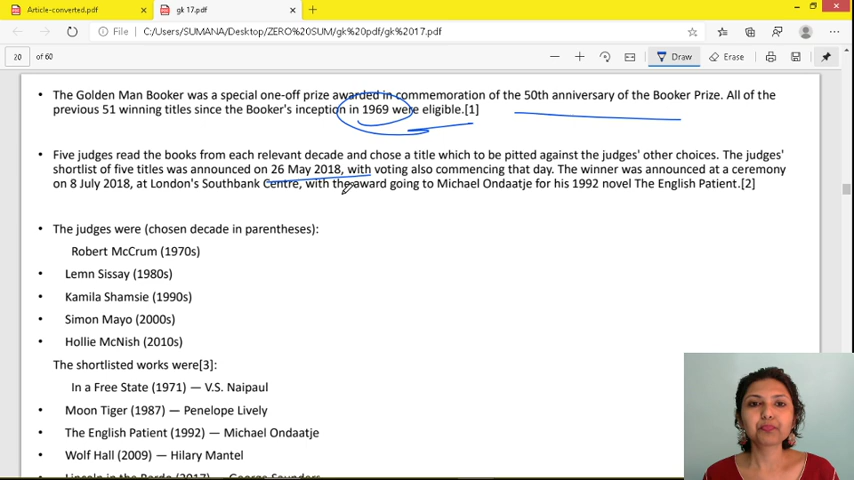 Article-converted.pdf
gk 17.pdf
File
C:/Users/SUMANA/Desktop/ZERO%20SUM/gk%20pdf/gk%2017.pdf
20 of 60
Draw
Erase
• The Golden Man Booker was a special one-off prize awarded in commemoration of the 50th anniversary of the Booker Prize. All of the
previous 51 winning titles since the Booker's inception in 1969 were eligible.[1]
• Five judges read the books from each relevant decade and chose a title which to be pitted against the judges' other choices. The judges'
shortlist of five titles was announced on 26 May 2018, with voting also commencing that day. The winner was announced at a ceremony
on 8 July 2018, at London's Southbank Centre, with the award going to Michael Ondaatje for his 1992 novel The English Patient.[2]
• The judges were (chosen decade in parentheses):
Robert McCrum (1970s)
• Lemn Sissay (1980s)
• Kamila Shamsie (1990s)
• Simon Mayo (2000s)
• Hollie McNish (2010s)
The shortlisted works were[3]:
In a Free State (1971) — V.S. Naipaul
• Moon Tiger (1987) — Penelope Lively
• The English Patient (1992) — Michael Ondaatje
• Wolf Hall (2009) — Hilary Mantel
• Lincoln in the Bardo (2017) — George Saunders